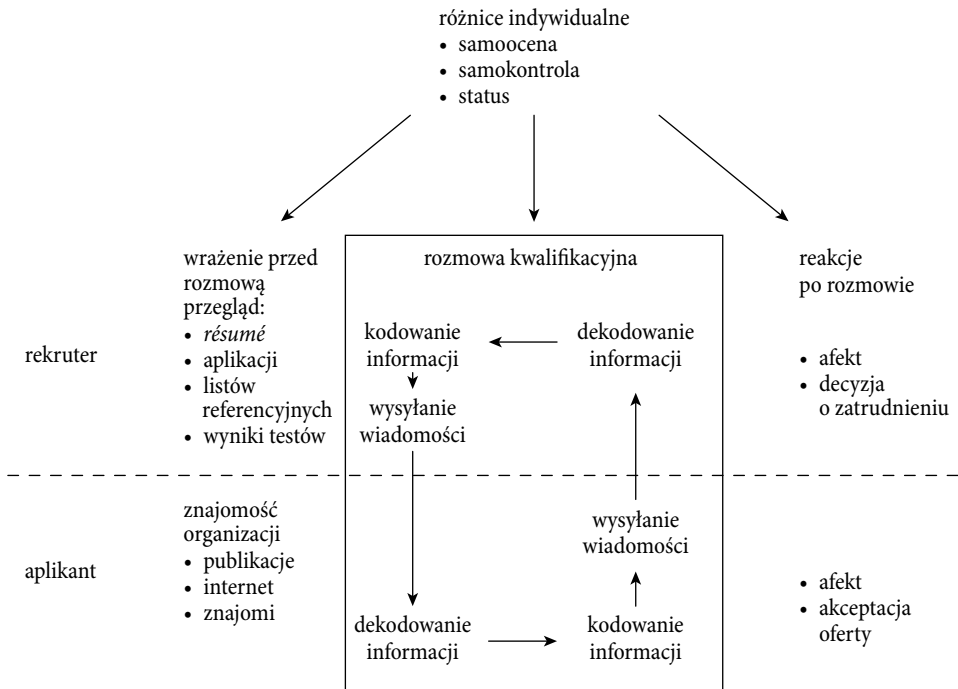 różnice indywidualne
• samoocena
• samokontrola
• status
rekruter
wrażenie przed
rozmową
przegląd:
• résumé
• aplikacji
• listów
referencyjnych
• wyniki testów
rozmowa kwalifikacyjna
kodowanie
informacji
dekodowanie
informacji
wysyłanie
wiadomości
reakcje
po rozmowie
• afekt
• decyzja
o zatrudnieniu
aplikant
znajomość
organizacji
• publikacje
• internet
• znajomi
wysyłanie
wiadomości
dekodowanie
informacji
kodowanie
informacji
• afekt
• akceptacja
oferty